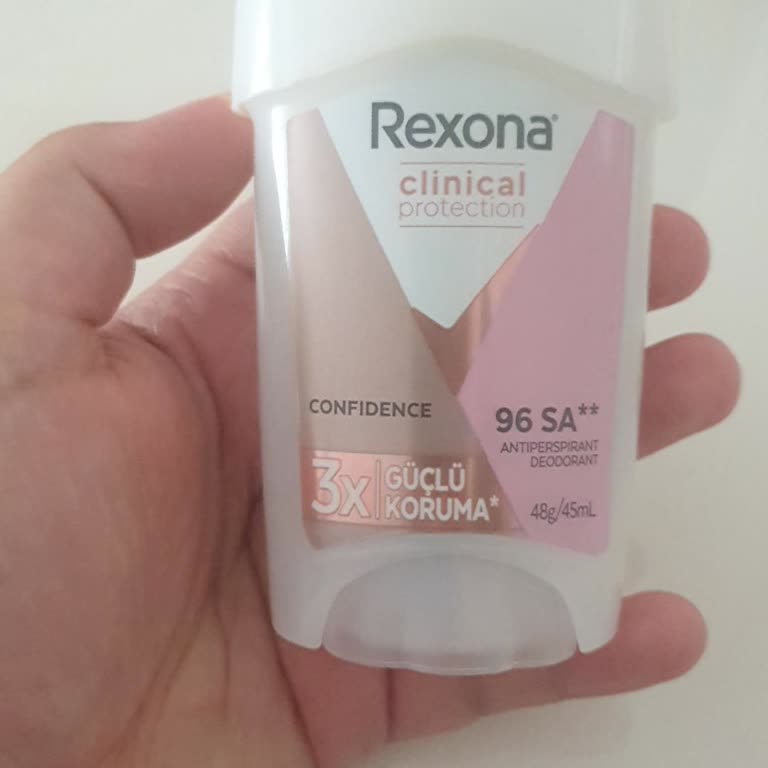 Rexona
clinical
protection
CONFIDENCE
96 SA**
ANTIPERSPIRANT
DEODORANT
3x GÜÇLÜ
KORUMA*
48g/45mL